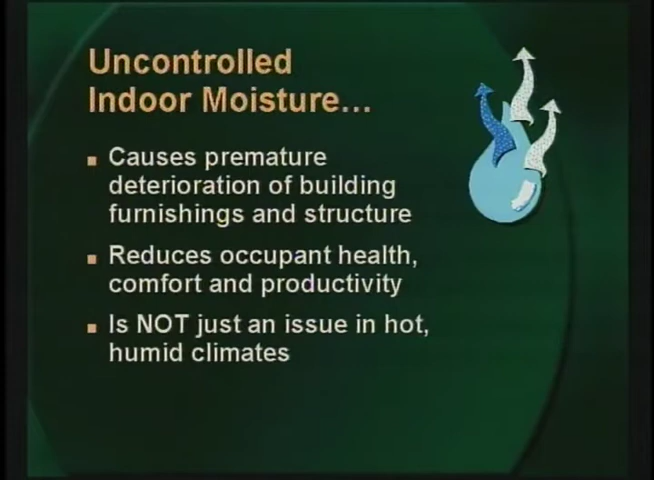 Uncontrolled
Indoor Moisture...
Causes premature
deterioration of building
furnishings and structure
Reduces occupant health,
comfort and productivity
Is NOT just an issue in hot,
humid climates